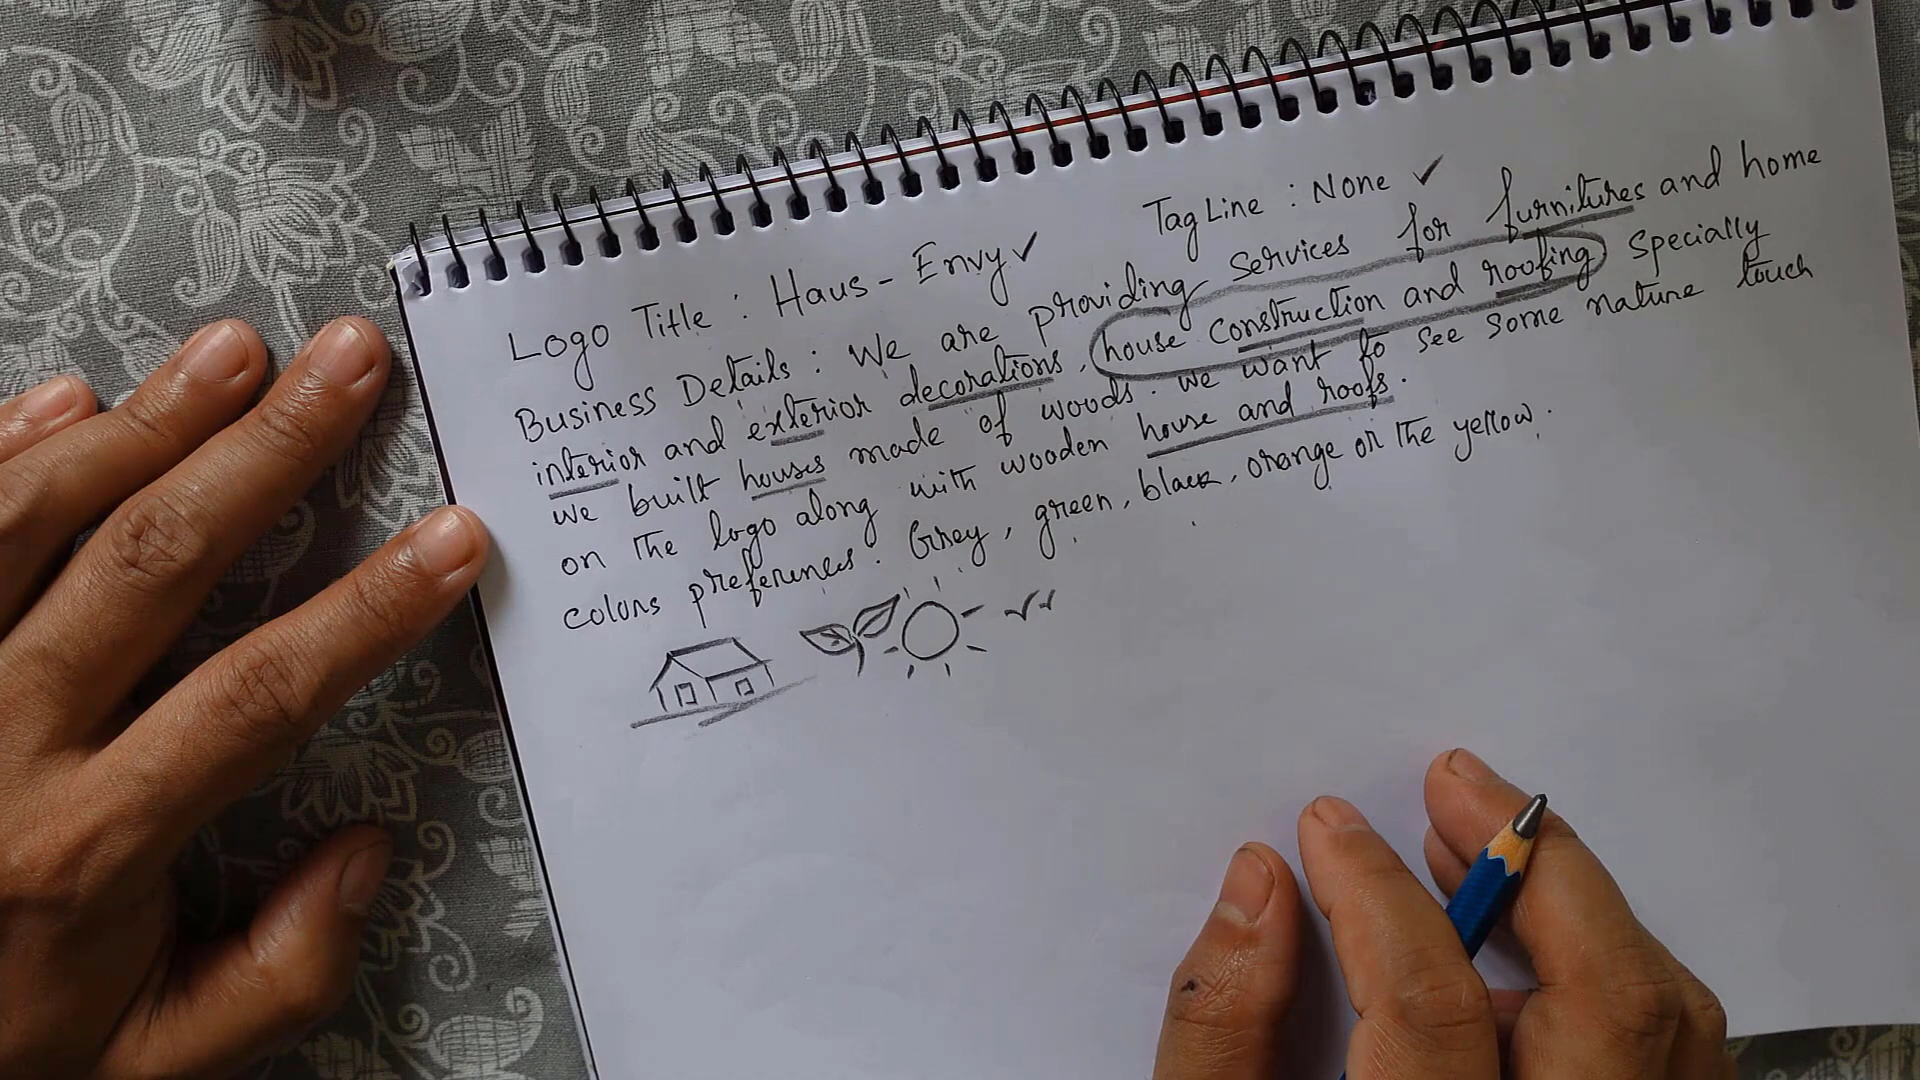 Logo Title : Haus-Envy ✓ TagLine : None ✓
Business Details : We are providing services for furnitures and home
interior and exterior decorations, house construction and roofing specially
we built houses made of woods. we want to see some nature touch
on the logo along with wooden house and roofs.
colors preferences. Grey, green, black, orange or the yellow.